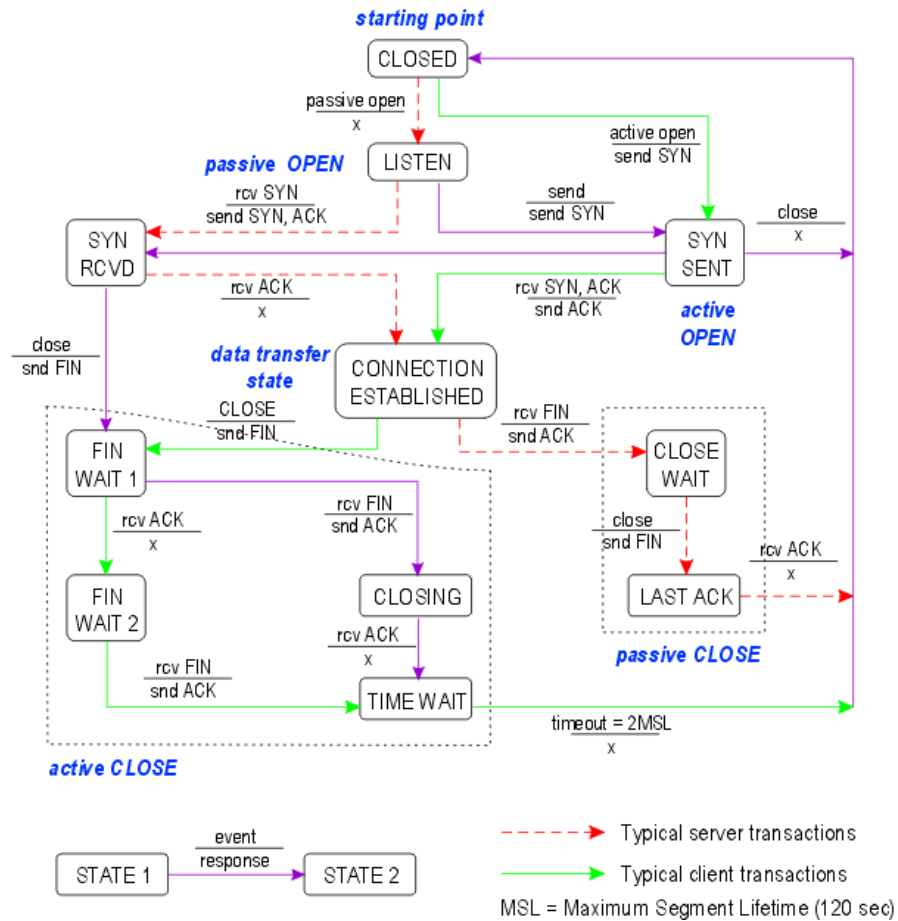 starting point
CLOSED
passive open
x
active open
send SYN
passive OPEN
LISTEN
rcv SYN
send SYN, ACK
send
send SYN
close
x
SYN
RCVD
SYN
SENT
rcv ACK
x
rcv SYN, ACK
snd ACK
active
OPEN
close
snd FIN
data transfer
state
CONNECTION
ESTABLISHED
CLOSE
snd-FIN
rcv FIN
snd ACK
FIN
WAIT 1
CLOSE
WAIT
rcv FIN
snd ACK
rcv ACK
x
close
snd FIN
rcv ACK
x
FIN
WAIT 2
CLOSING
LAST ACK
rcv ACK
x
passive CLOSE
rcv FIN
snd ACK
TIME WAIT
timeout = 2MSL
x
active CLOSE
event
response
STATE 1
STATE 2
Typical server transactions
Typical client transactions
MSL = Maximum Segment Lifetime (120 sec)